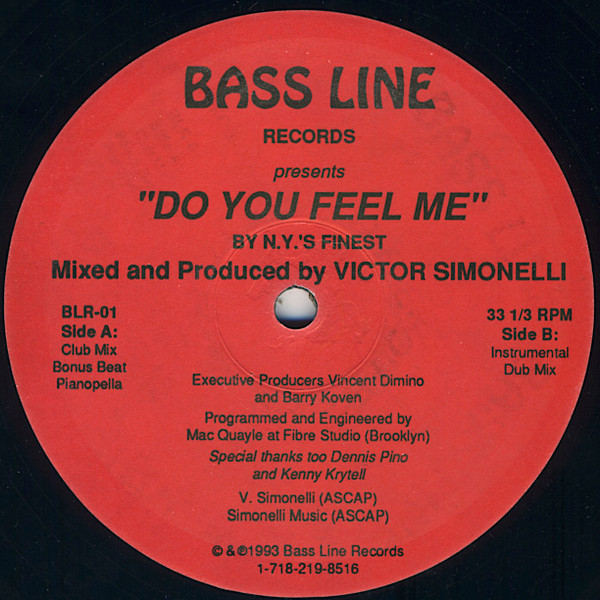 BASS LINE
RECORDS
presents
"DO YOU FEEL ME"
BY N.Y.'S FINEST
Mixed and Produced by VICTOR SIMONELLI
BLR-01
Side A:
Club Mix
Bonus Beat
Pianopella
33 1/3 RPM
Side B:
Instrumental
Dub Mix
Executive Producers Vincent Dimino
and Barry Koven
Programmed and Engineered by
Mac Quayle at Fibre Studio (Brooklyn)
Special thanks too Dennis Pino
and Kenny Krytell
V. Simonelli (ASCAP)
Simonelli Music (ASCAP)
© & ℗1993 Bass Line Records
1-718-219-8516